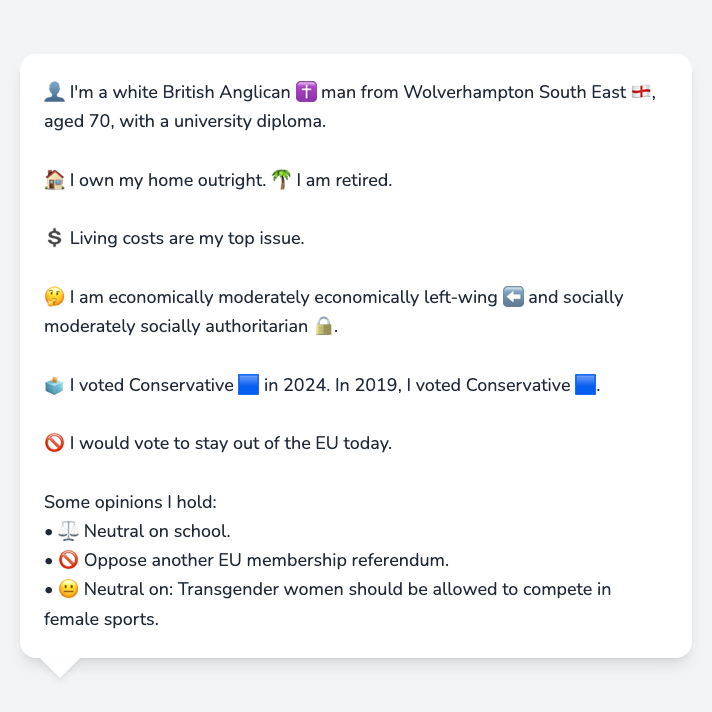 👤 I'm a white British Anglican ✝️ man from Wolverhampton South East 🏴󠁧󠁢󠁥󠁮󠁧󠁿,
aged 70, with a university diploma.
🏠 I own my home outright. 🌴 I am retired.
💲 Living costs are my top issue.
🤔 I am economically moderately economically left-wing ⬅️ and socially
moderately socially authoritarian 🔒.
🗳️ I voted Conservative 🟦 in 2024. In 2019, I voted Conservative 🟦.
🚫 I would vote to stay out of the EU today.
Some opinions I hold:
• ⚖️ Neutral on school.
• 🚫 Oppose another EU membership referendum.
• 😐 Neutral on: Transgender women should be allowed to compete in
female sports.